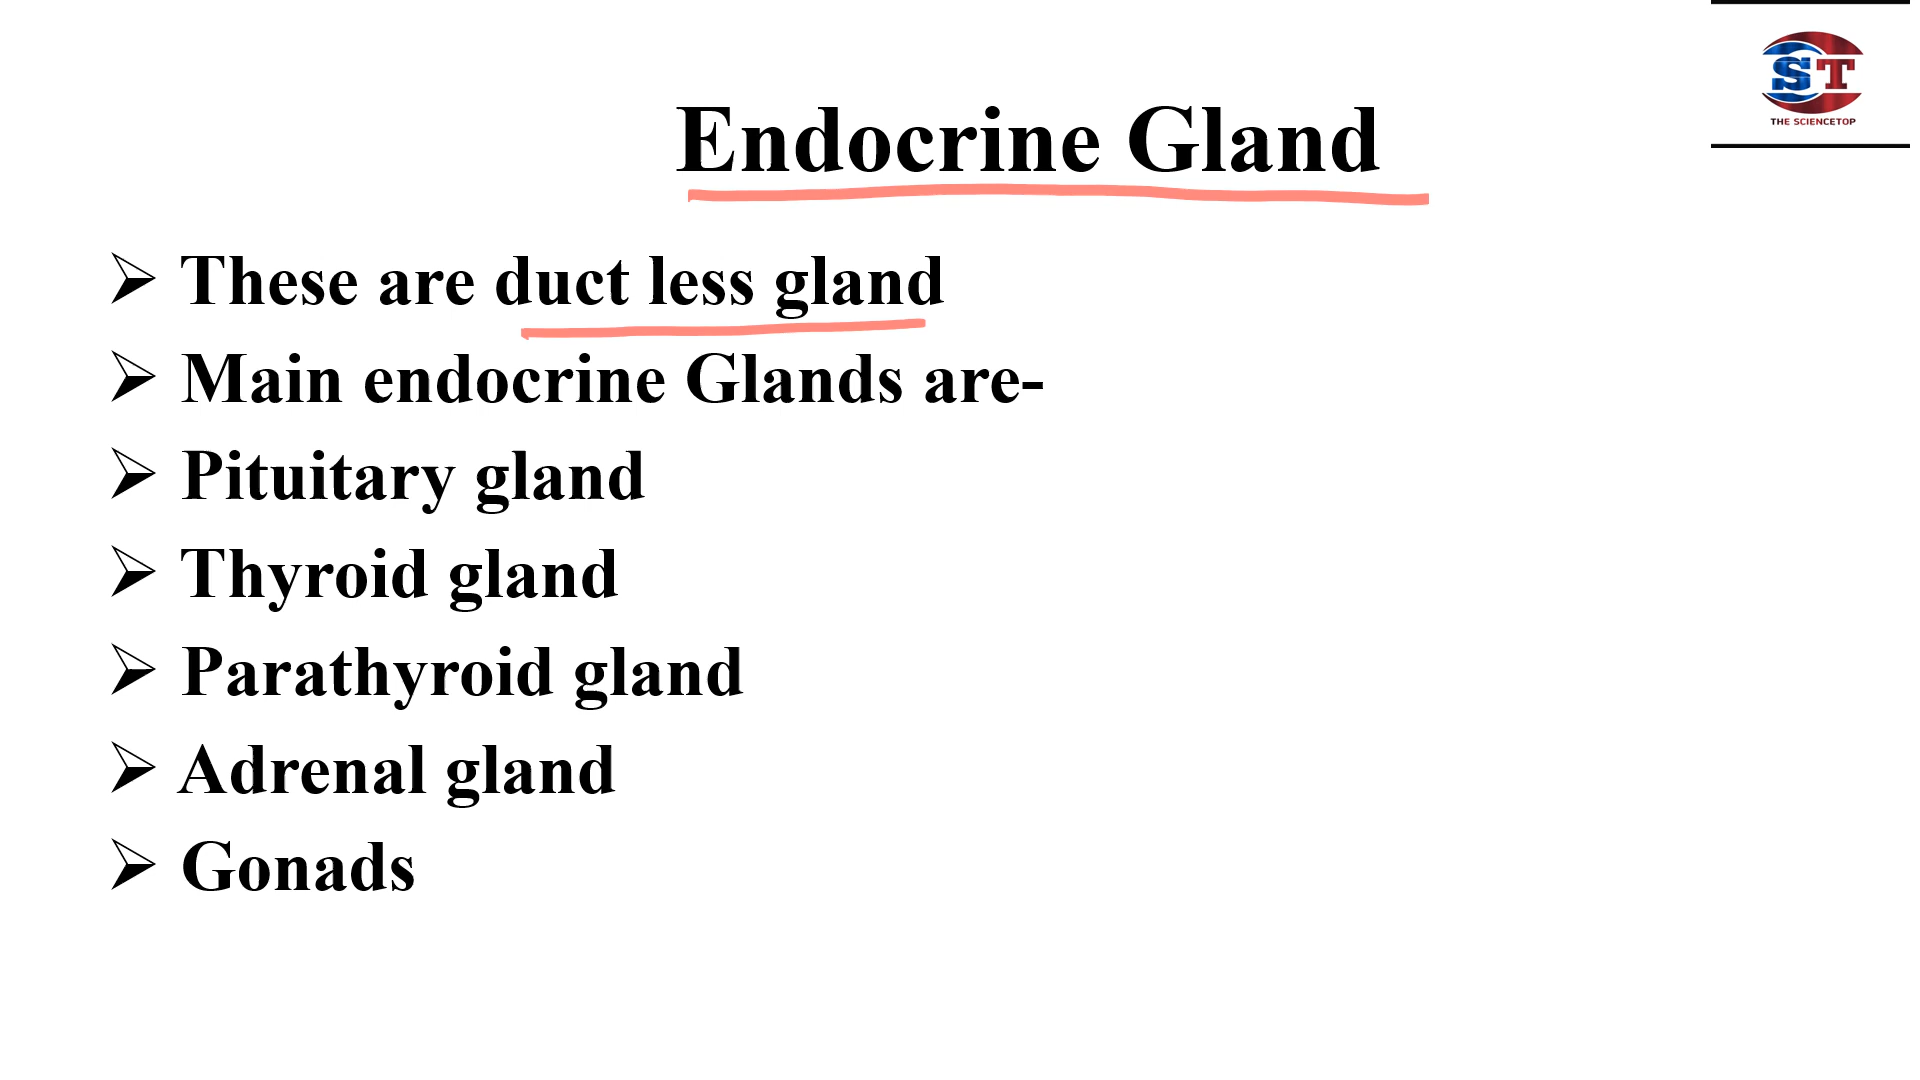 ST
THE SCIENCETOP
Endocrine Gland
These are duct less gland
Main endocrine Glands are-
Pituitary gland
Thyroid gland
Parathyroid gland
Adrenal gland
Gonads